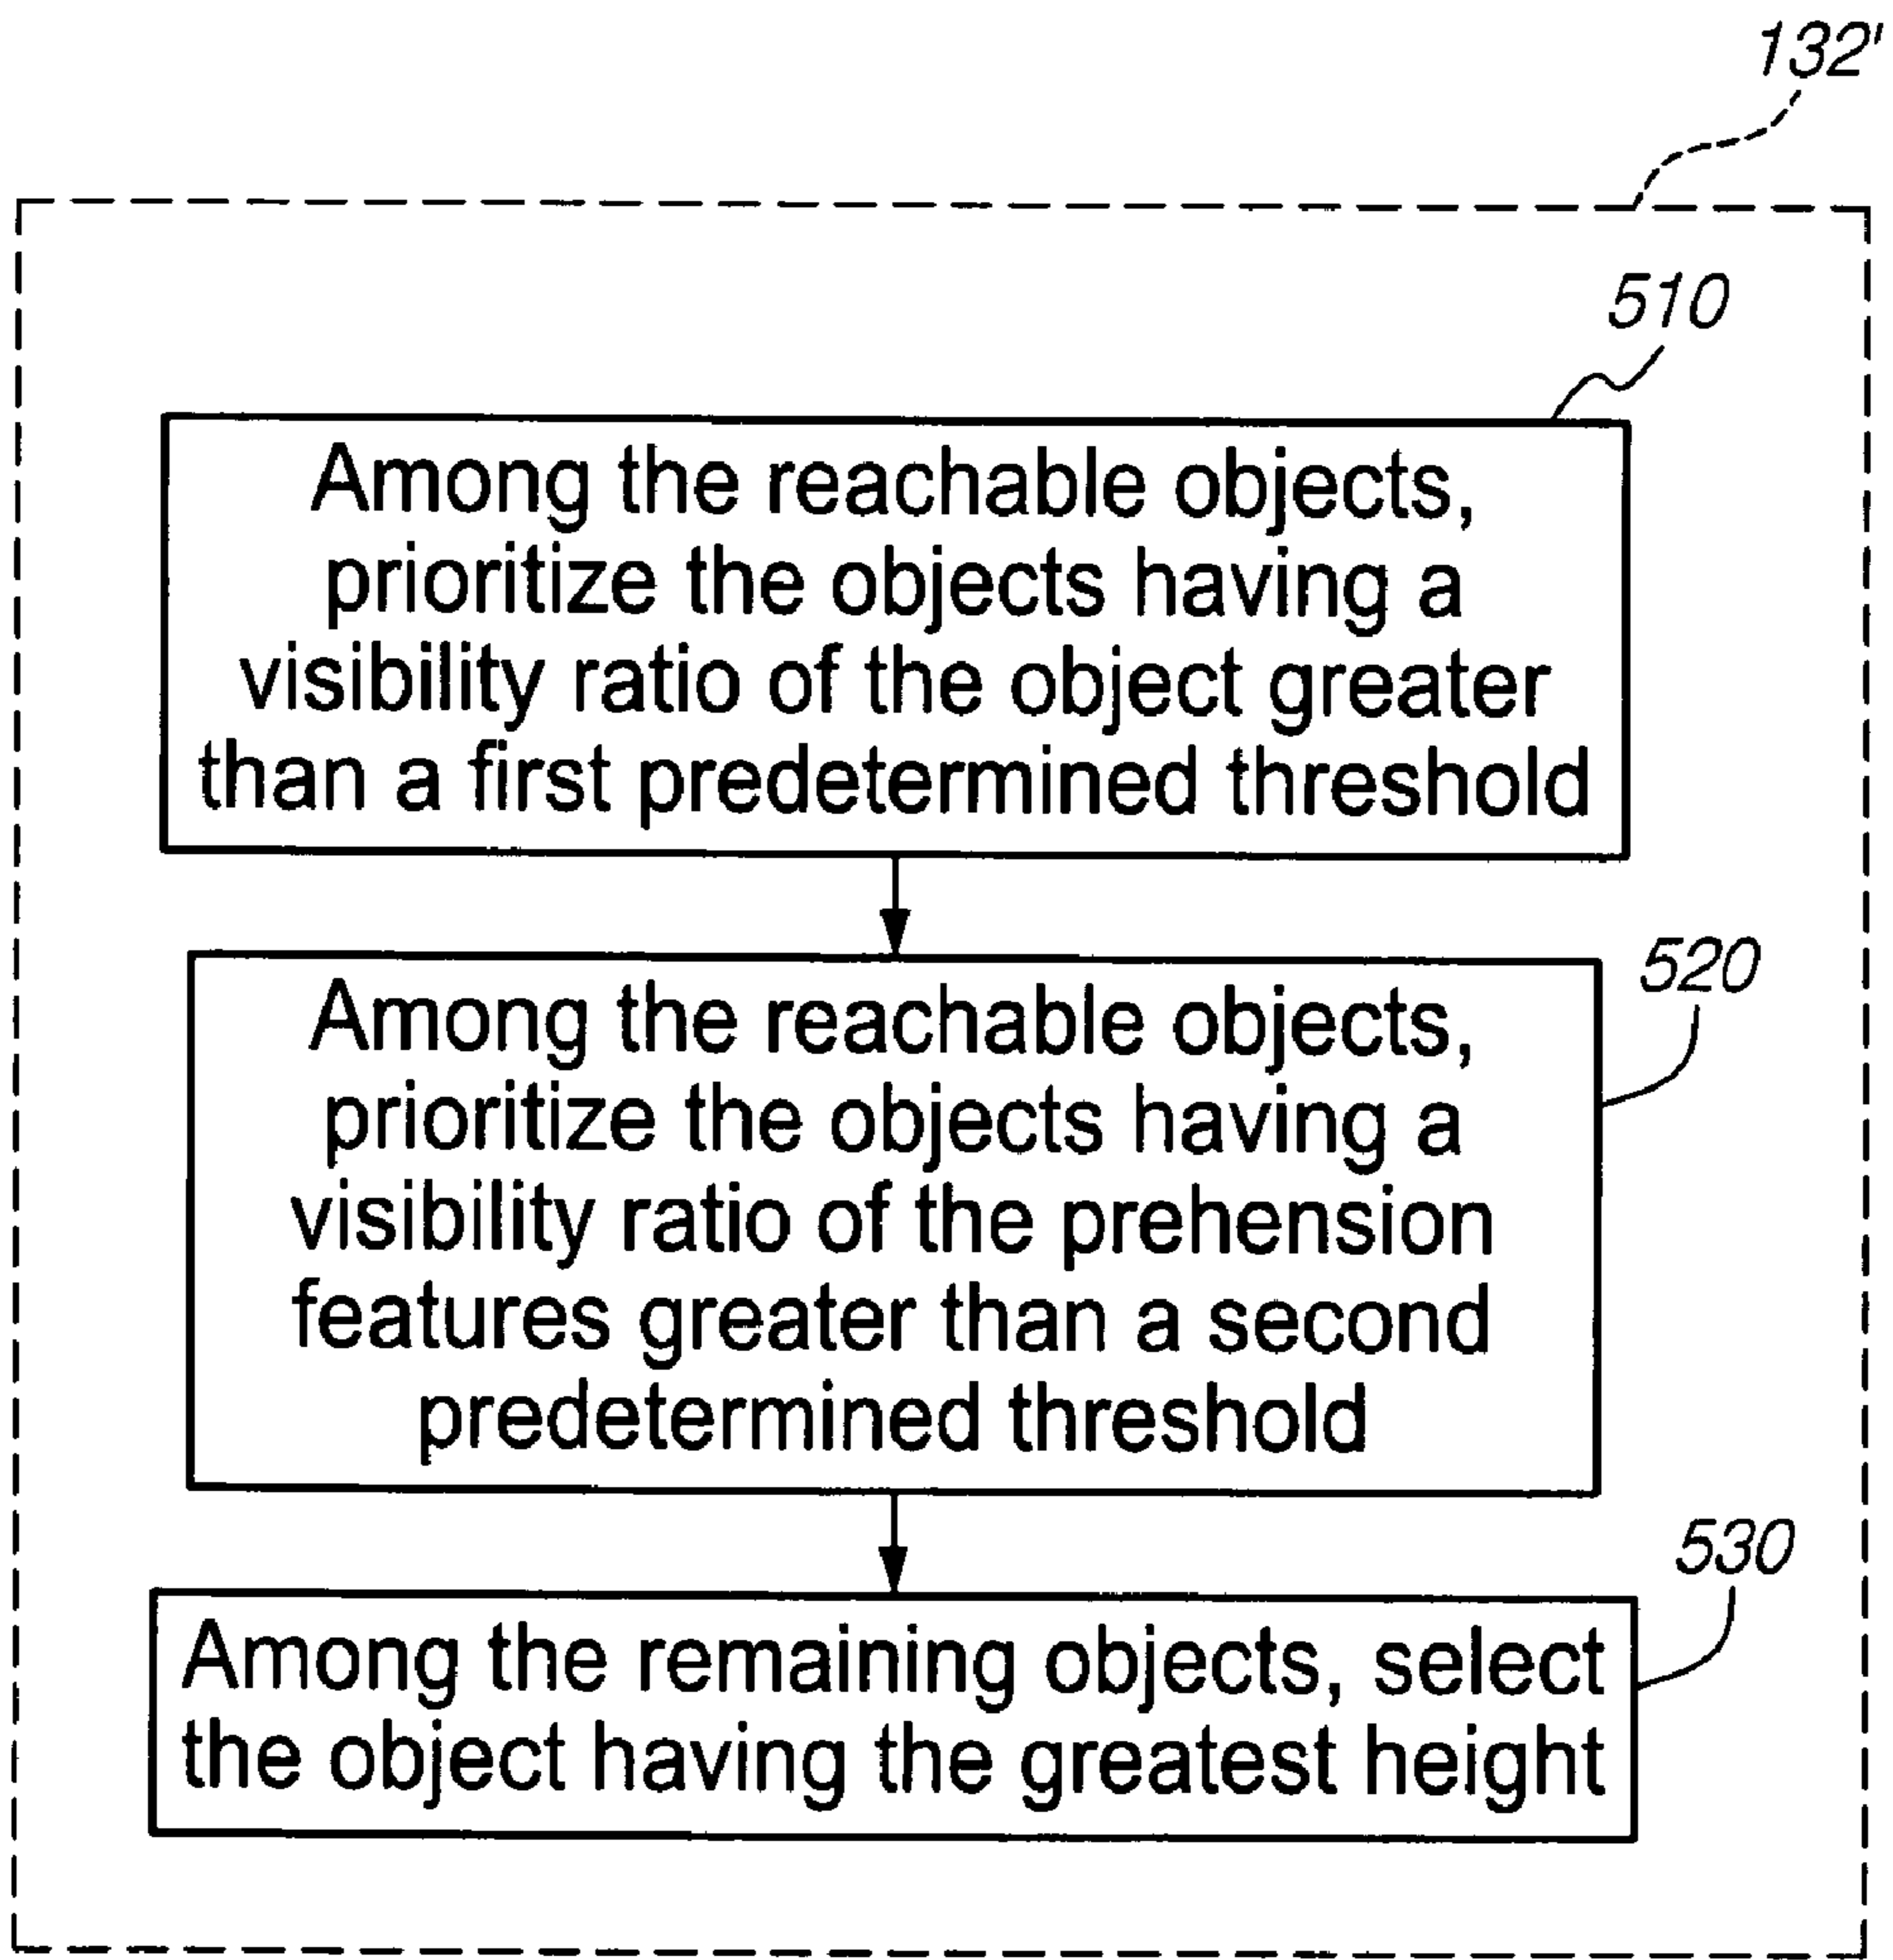 132'
510
Among the reachable objects,
prioritize the objects having a
visibility ratio of the object greater
than a first predetermined threshold
520
Among the reachable objects,
prioritize the objects having a
visibility ratio of the prehension
features greater than a second
predetermined threshold
530
Among the remaining objects, select
the object having the greatest height